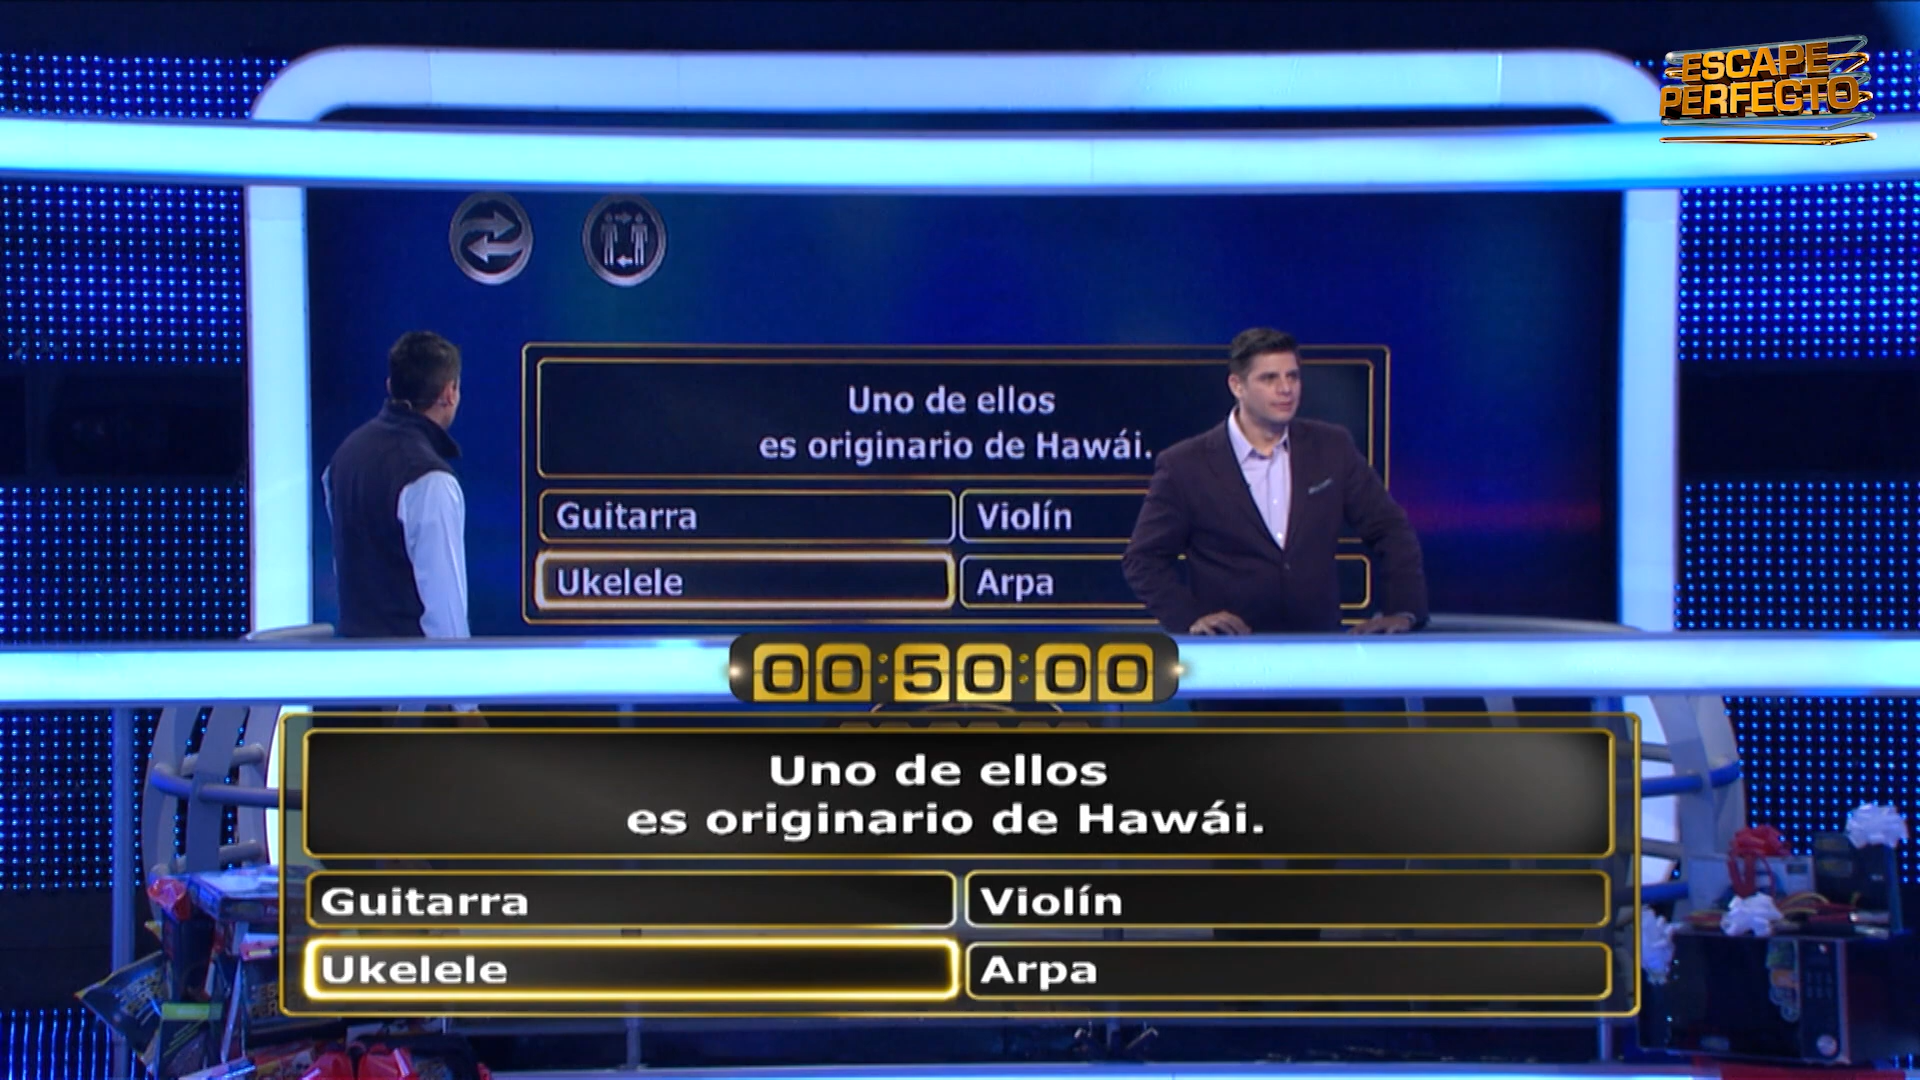 ESCAPE
PERFECTO
Uno de ellos
es originario de Hawái.
Guitarra
Violín
Ukelele
Arpa
00:50:00
Uno de ellos
es originario de Hawái.
Guitarra
Violín
Ukelele
Arpa